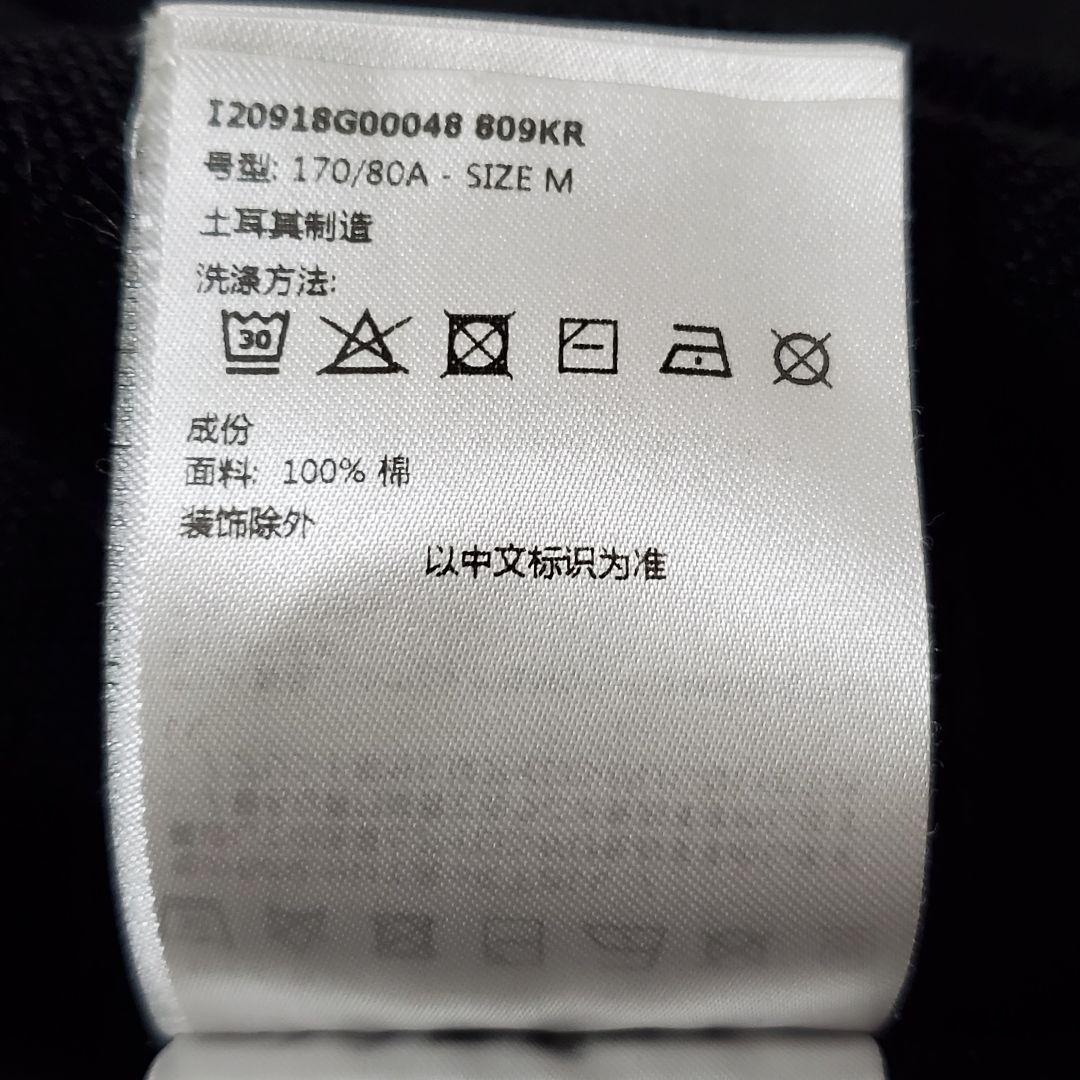 I20918G00048 809KR
号型: 170/80A - SIZE M
土耳其制造
洗涤方法:
30
成份
面料: 100% 棉
装饰除外
以中文标识为准